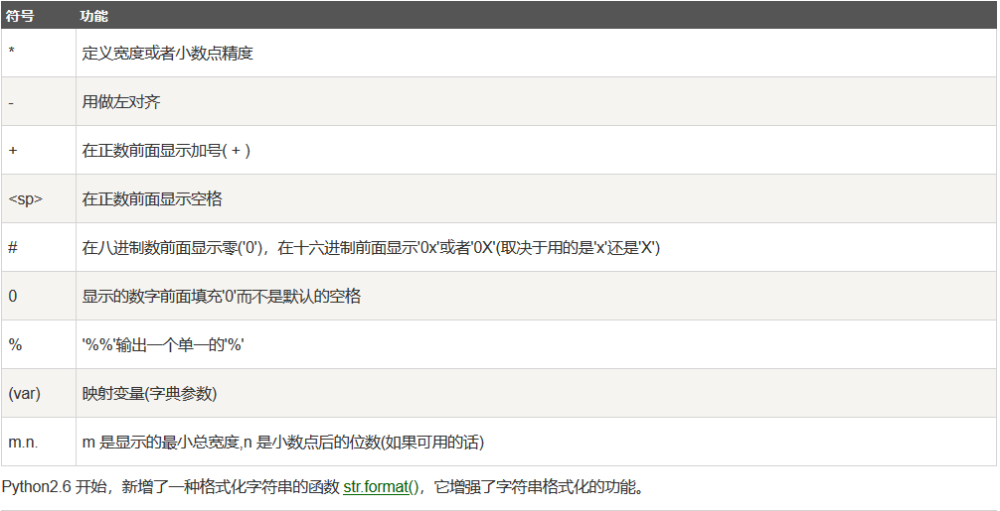 符号 功能
* 定义宽度或者小数点精度
- 用做左对齐
+ 在正数前面显示加号( + )
<sp> 在正数前面显示空格
# 在八进制数前面显示零('0')，在十六进制前面显示'0x'或者'0X'(取决于用的是'x'还是'X')
0 显示的数字前面填充'0'而不是默认的空格
% '%%'输出一个单一的'%'
(var) 映射变量(字典参数)
m.n. m 是显示的最小总宽度,n 是小数点后的位数(如果可用的话)
Python2.6 开始，新增了一种格式化字符串的函数 str.format()，它增强了字符串格式化的功能。